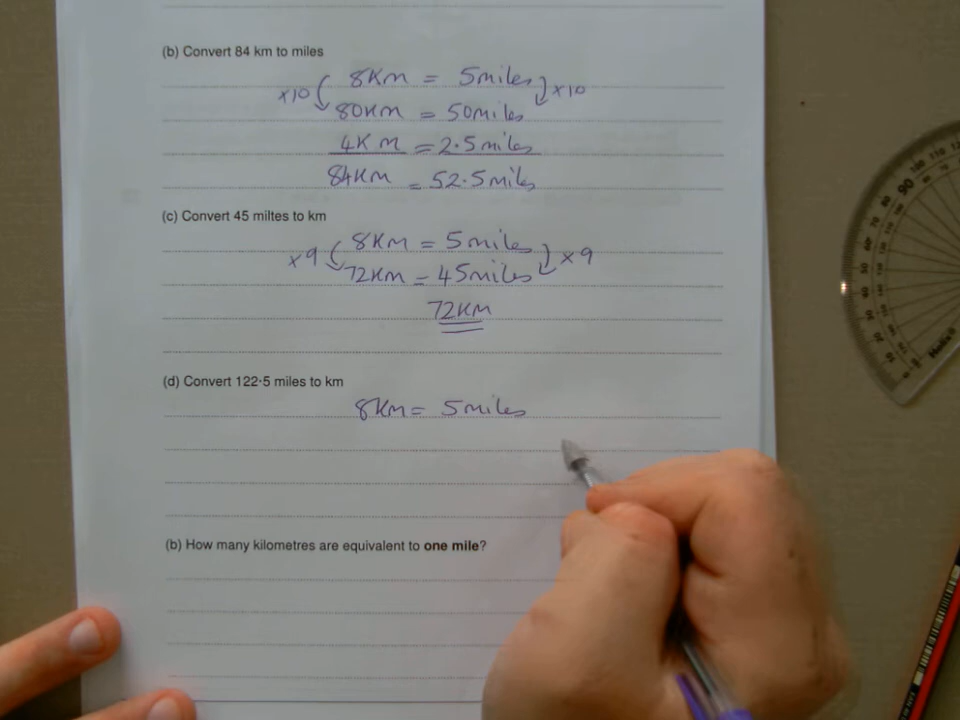 (b) Convert 84 km to miles
×10 8Km = 5miles ×10
80Km = 50miles
4Km = 2.5miles
84Km = 52.5miles
(c) Convert 45 miltes to km
×9 8Km = 5miles ×9
72Km = 45miles
72Km
(d) Convert 122·5 miles to km
8Km = 5miles
(b) How many kilometres are equivalent to one mile?
Helix